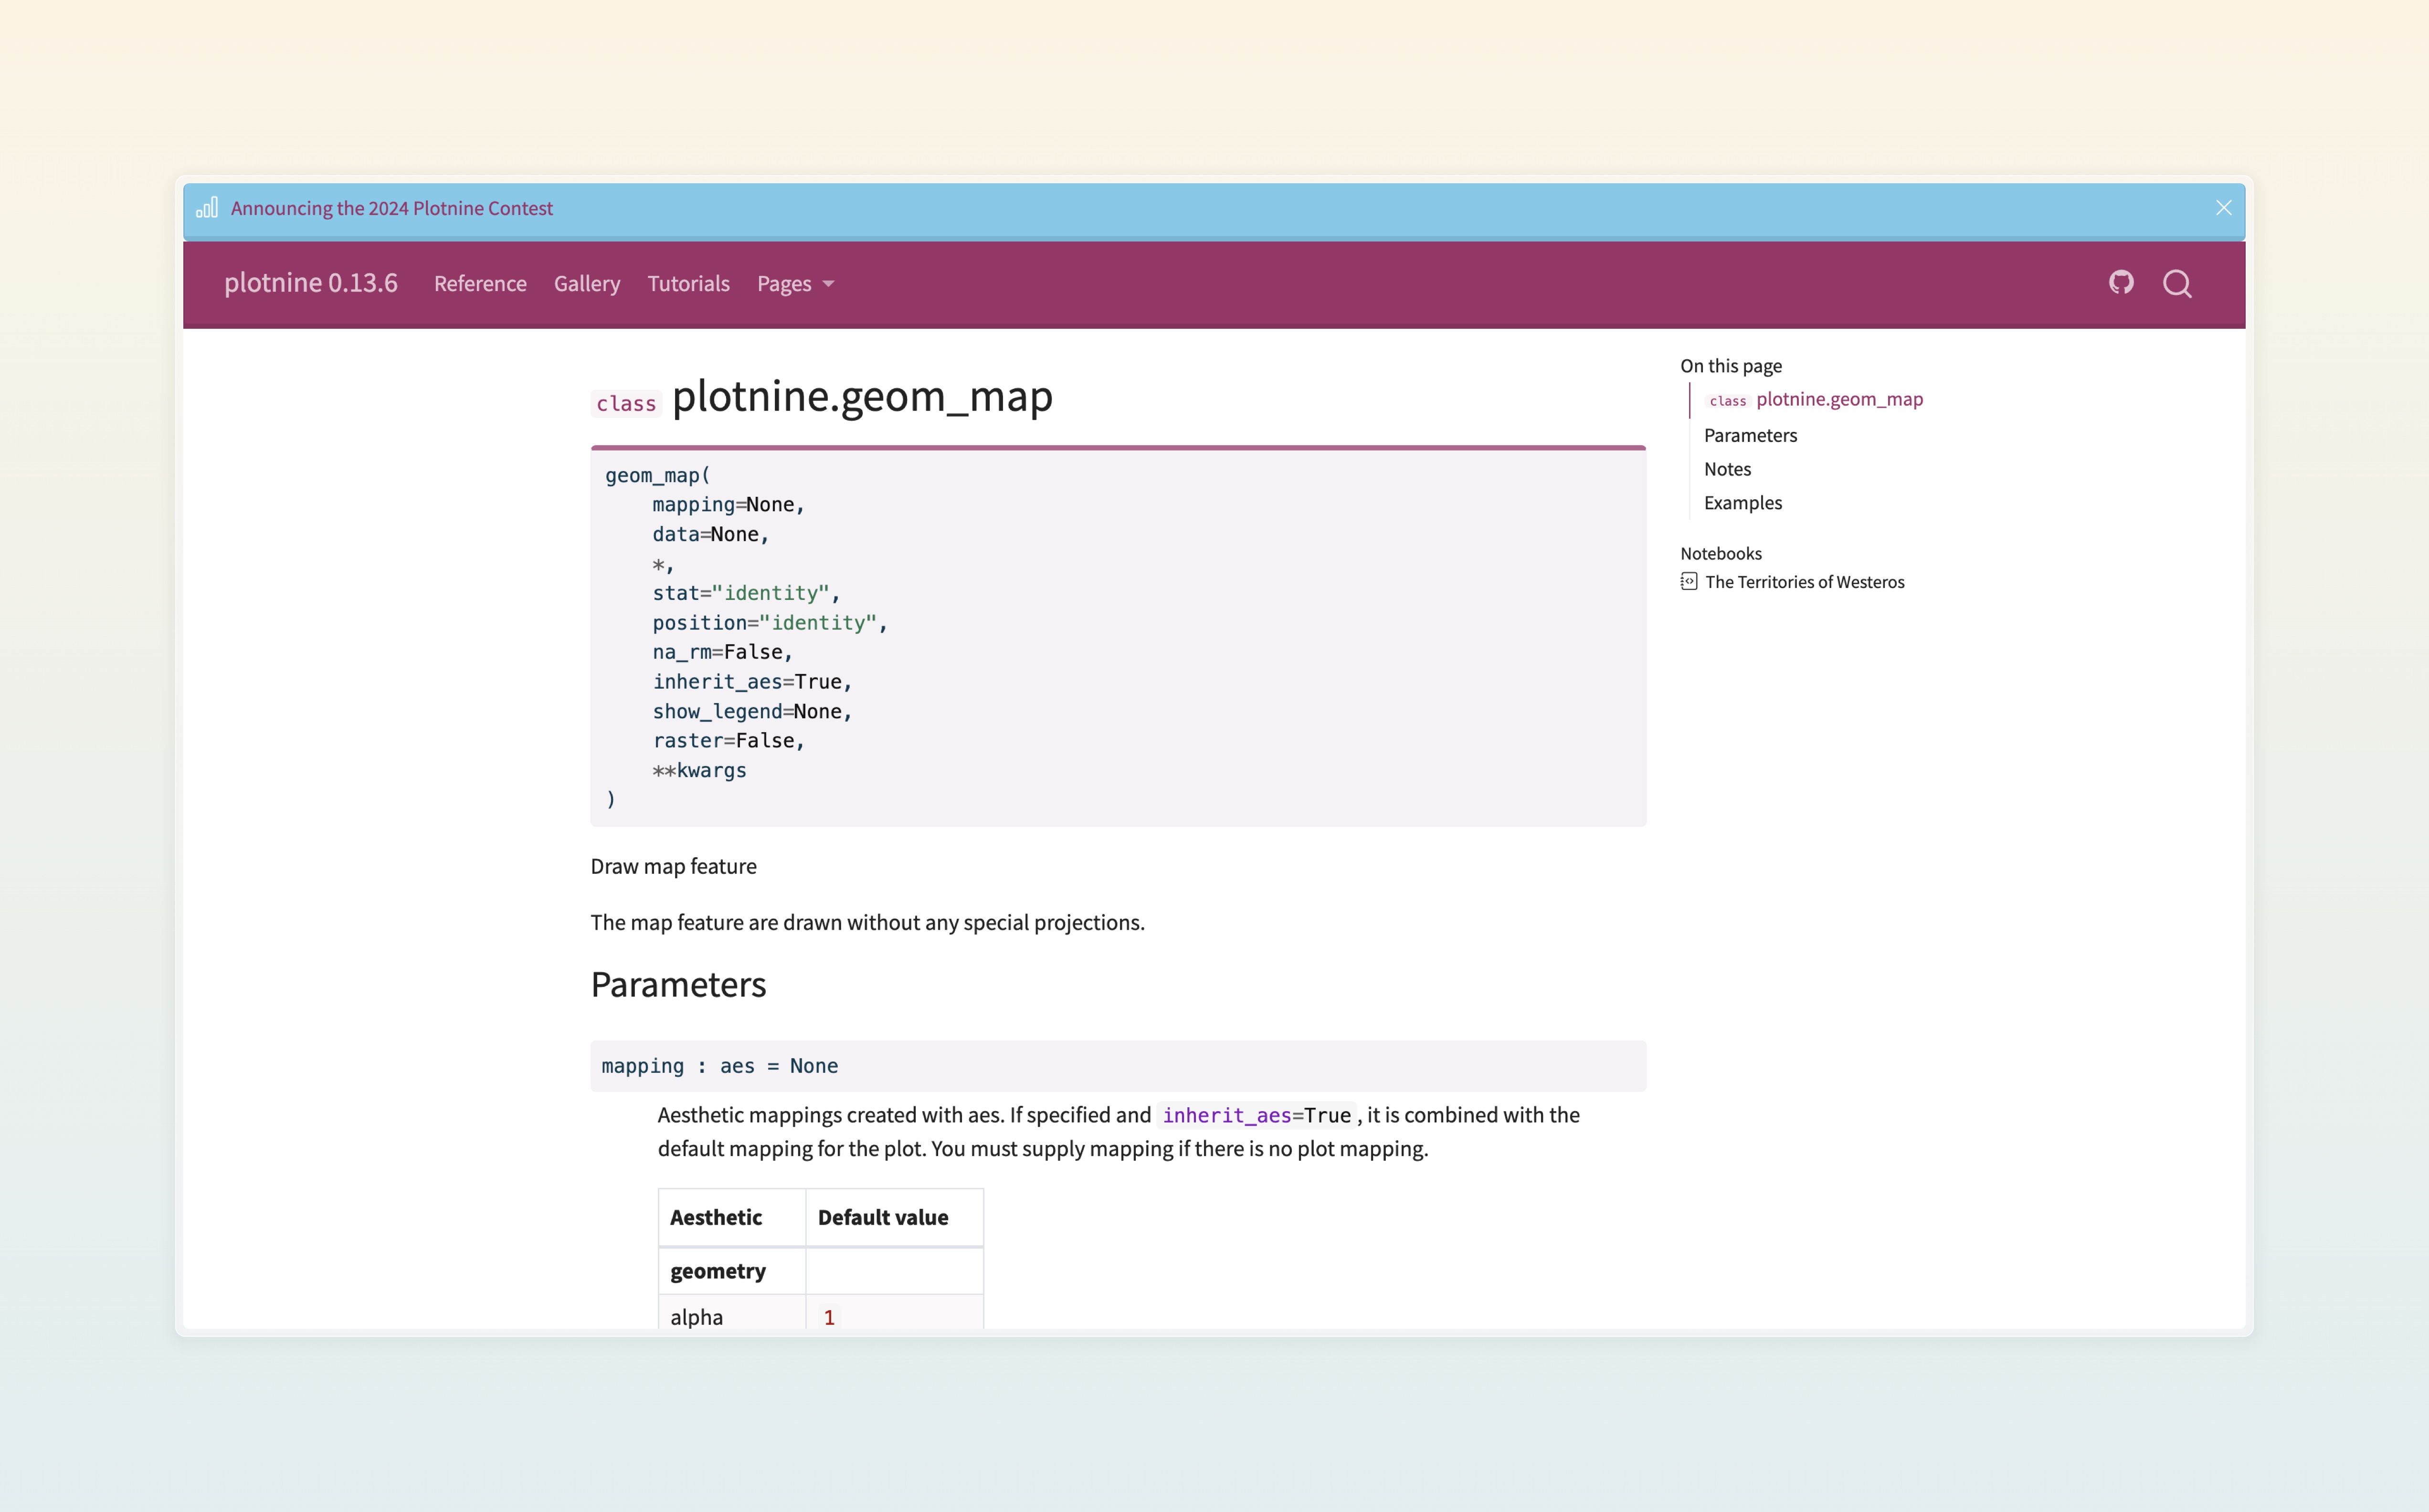 Announcing the 2024 Plotnine Contest
plotnine 0.13.6 Reference Gallery Tutorials Pages
class plotnine.geom_map
geom_map(
    mapping=None,
    data=None,
    *,
    stat="identity",
    position="identity",
    na_rm=False,
    inherit_aes=True,
    show_legend=None,
    raster=False,
    **kwargs
)
Draw map feature
The map feature are drawn without any special projections.
Parameters
mapping : aes = None
Aesthetic mappings created with aes. If specified and inherit_aes=True, it is combined with the
default mapping for the plot. You must supply mapping if there is no plot mapping.
Aesthetic Default value
geometry
alpha 1
On this page
class plotnine.geom_map
Parameters
Notes
Examples
Notebooks
The Territories of Westeros